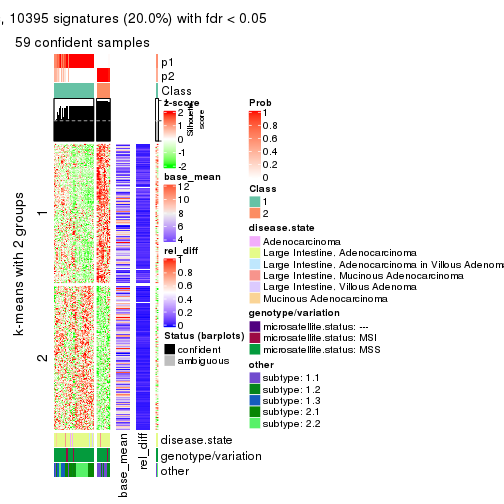 , 10395 signatures (20.0%) with fdr < 0.05
59 confident samples
p1
p2
Class
z-score
2
1
0
-1
-2
Silhouette
score
Prob
1
0.8
0.6
0.4
0.2
0
base_mean
12
10
8
6
4
Class
1
2
rel_diff
1
0.8
0.6
0.4
0.2
0
disease.state
Adenocarcinoma
Large Intestine. Adenocarcinoma
Large Intestine. Adenocarcinoma in Villous Adenom
Large Intestine. Mucinous Adenocarcinoma
Large Intestine. Villous Adenoma
Mucinous Adenocarcinoma
genotype/variation
microsatellite.status: ---
microsatellite.status: MSI
microsatellite.status: MSS
Status (barplots)
confident
ambiguous
other
subtype: 1.1
subtype: 1.2
subtype: 1.3
subtype: 2.1
subtype: 2.2
k-means with 2 groups
1
2
base_mean
rel_diff
disease.state
genotype/variation
other